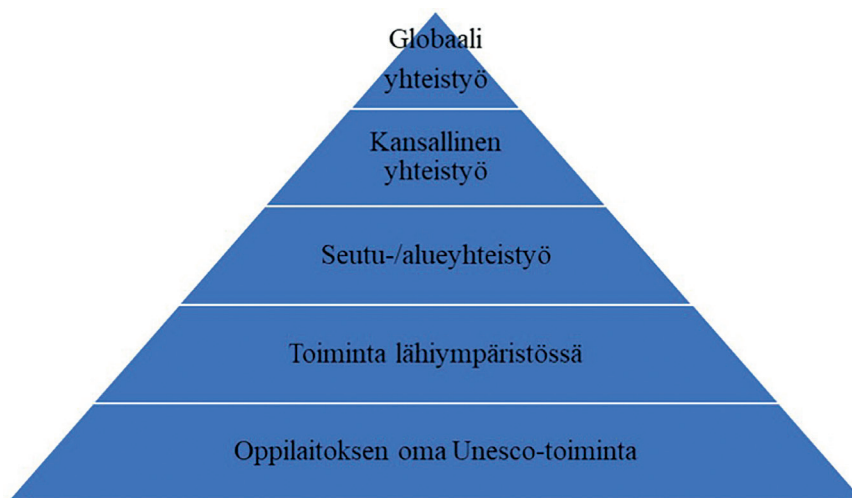 Globaali
yhteistyö
Kansallinen
yhteistyö
Seutu-/alueyhteistyö
Toiminta lähiympäristössä
Oppilaitoksen oma Unesco-toiminta